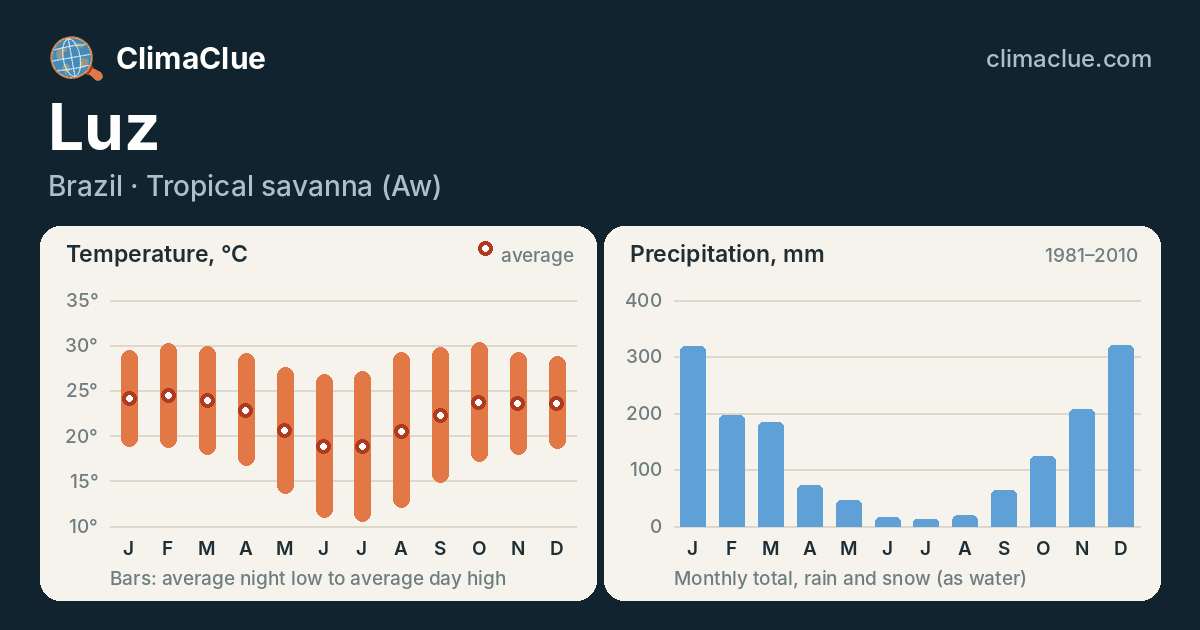 ClimaClue
climaclue.com
Luz
Brazil · Tropical savanna (Aw)
Temperature, °C
average
35°
30°
25°
20°
15°
10°
J F M A M J J A S O N D
Bars: average night low to average day high
Precipitation, mm
1981–2010
400
300
200
100
0
J F M A M J J A S O N D
Monthly total, rain and snow (as water)